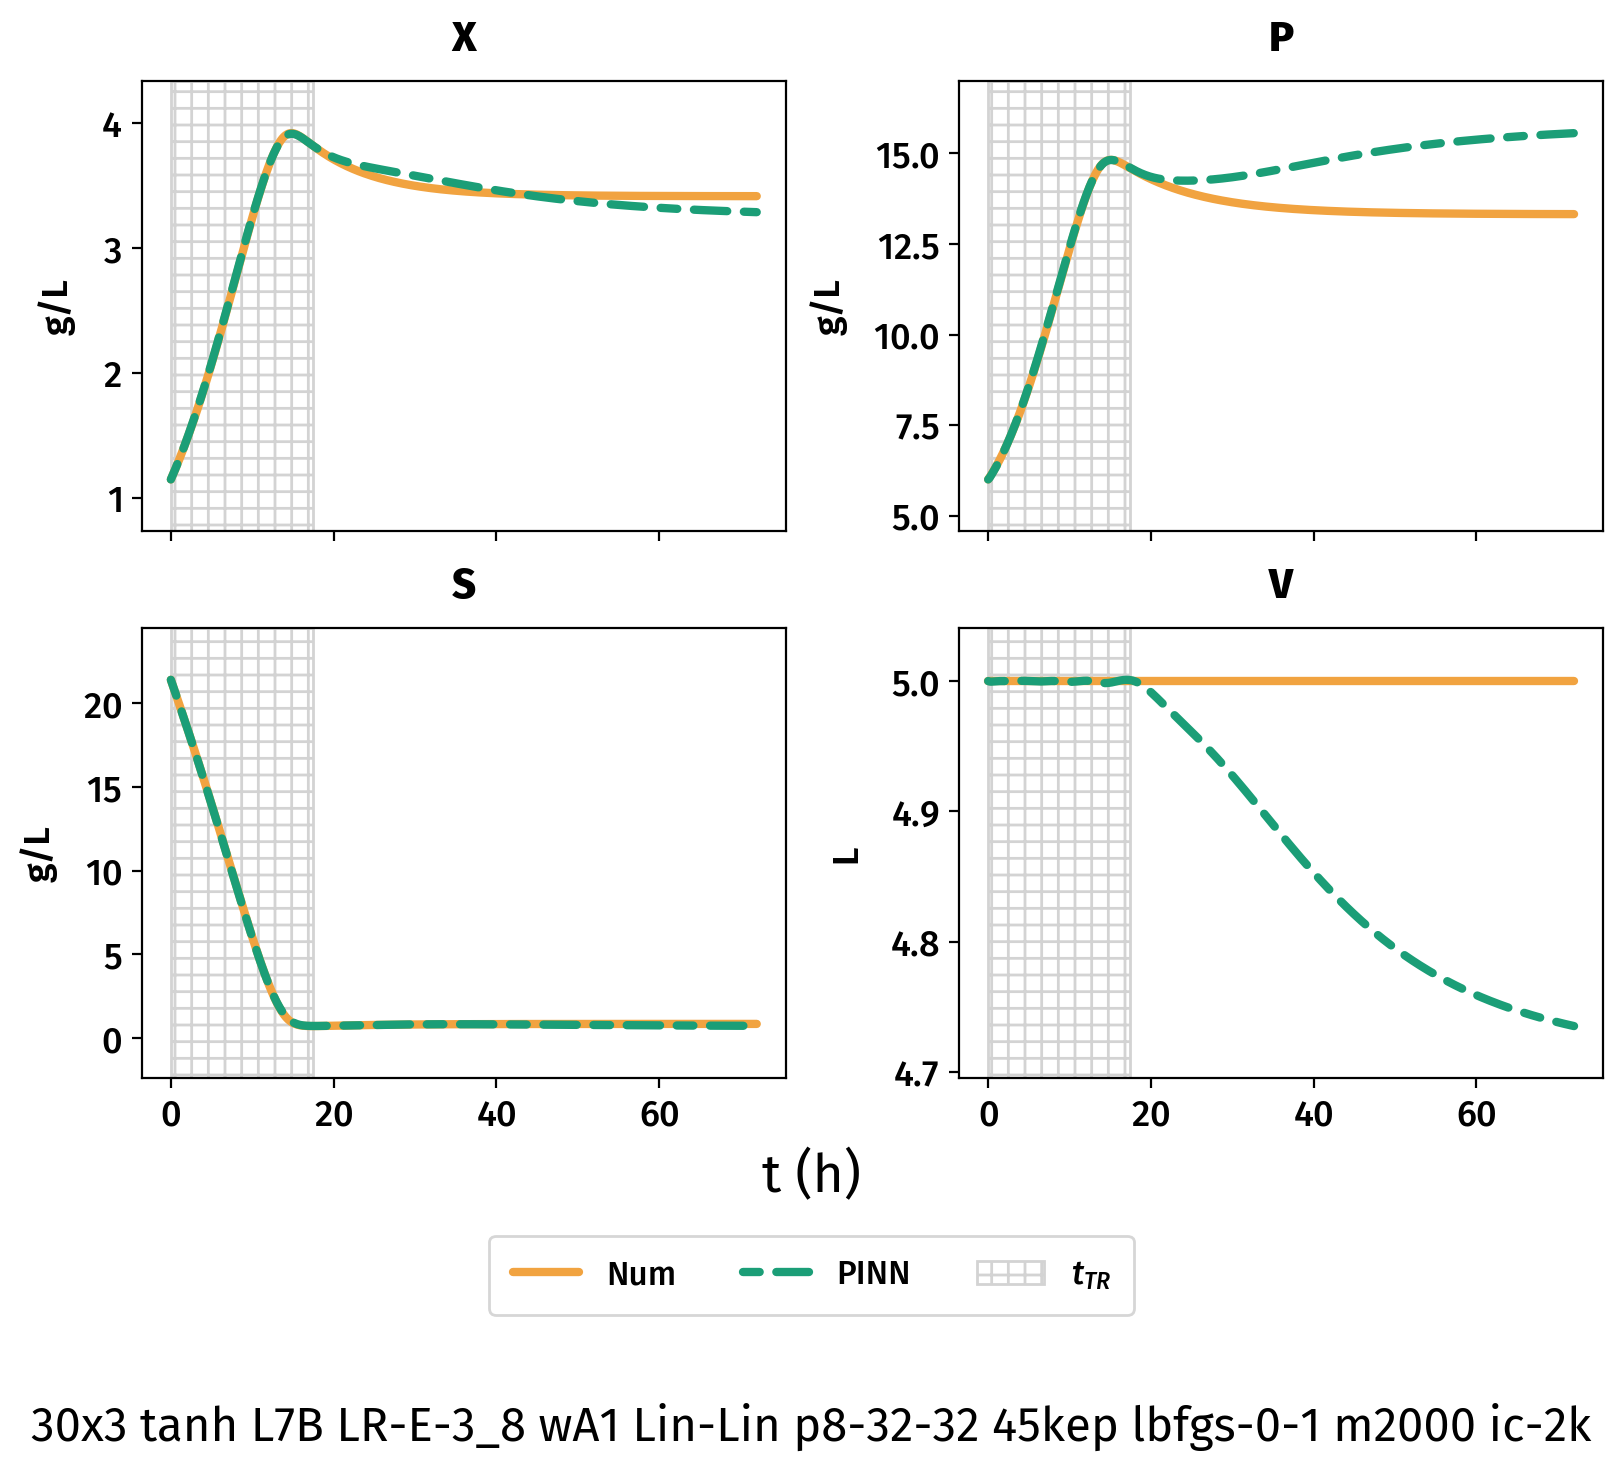 X
4
3
2
1
g/L
P
15.0
12.5
10.0
7.5
5.0
g/L
S
20
15
10
5
0
g/L
0 20 40 60
V
5.0
4.9
4.8
4.7
L
0 20 40 60
t (h)
Num PINN t_TR
30x3 tanh L7B LR-E-3_8 wA1 Lin-Lin p8-32-32 45kep lbfgs-0-1 m2000 ic-2k